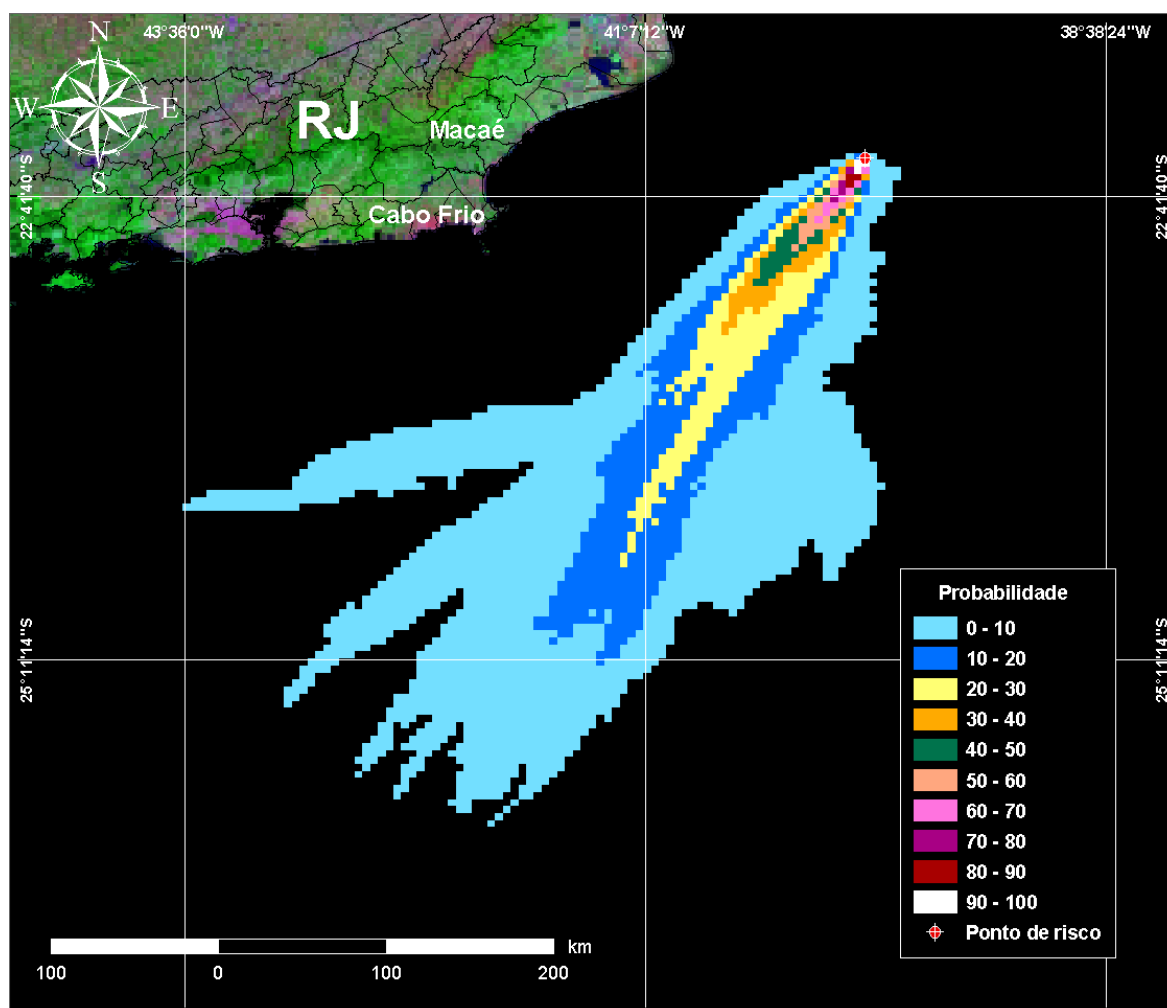 43°36'0"W
41°7'12"W
38°38'24"W
N
W
E
S
RJ
Macaé
Cabo Frio
22°41'40"S
22°41'40"S
25°11'14"S
25°11'14"S
Probabilidade
0 - 10
10 - 20
20 - 30
30 - 40
40 - 50
50 - 60
60 - 70
70 - 80
80 - 90
90 - 100
Ponto de risco
km
100 0 100 200